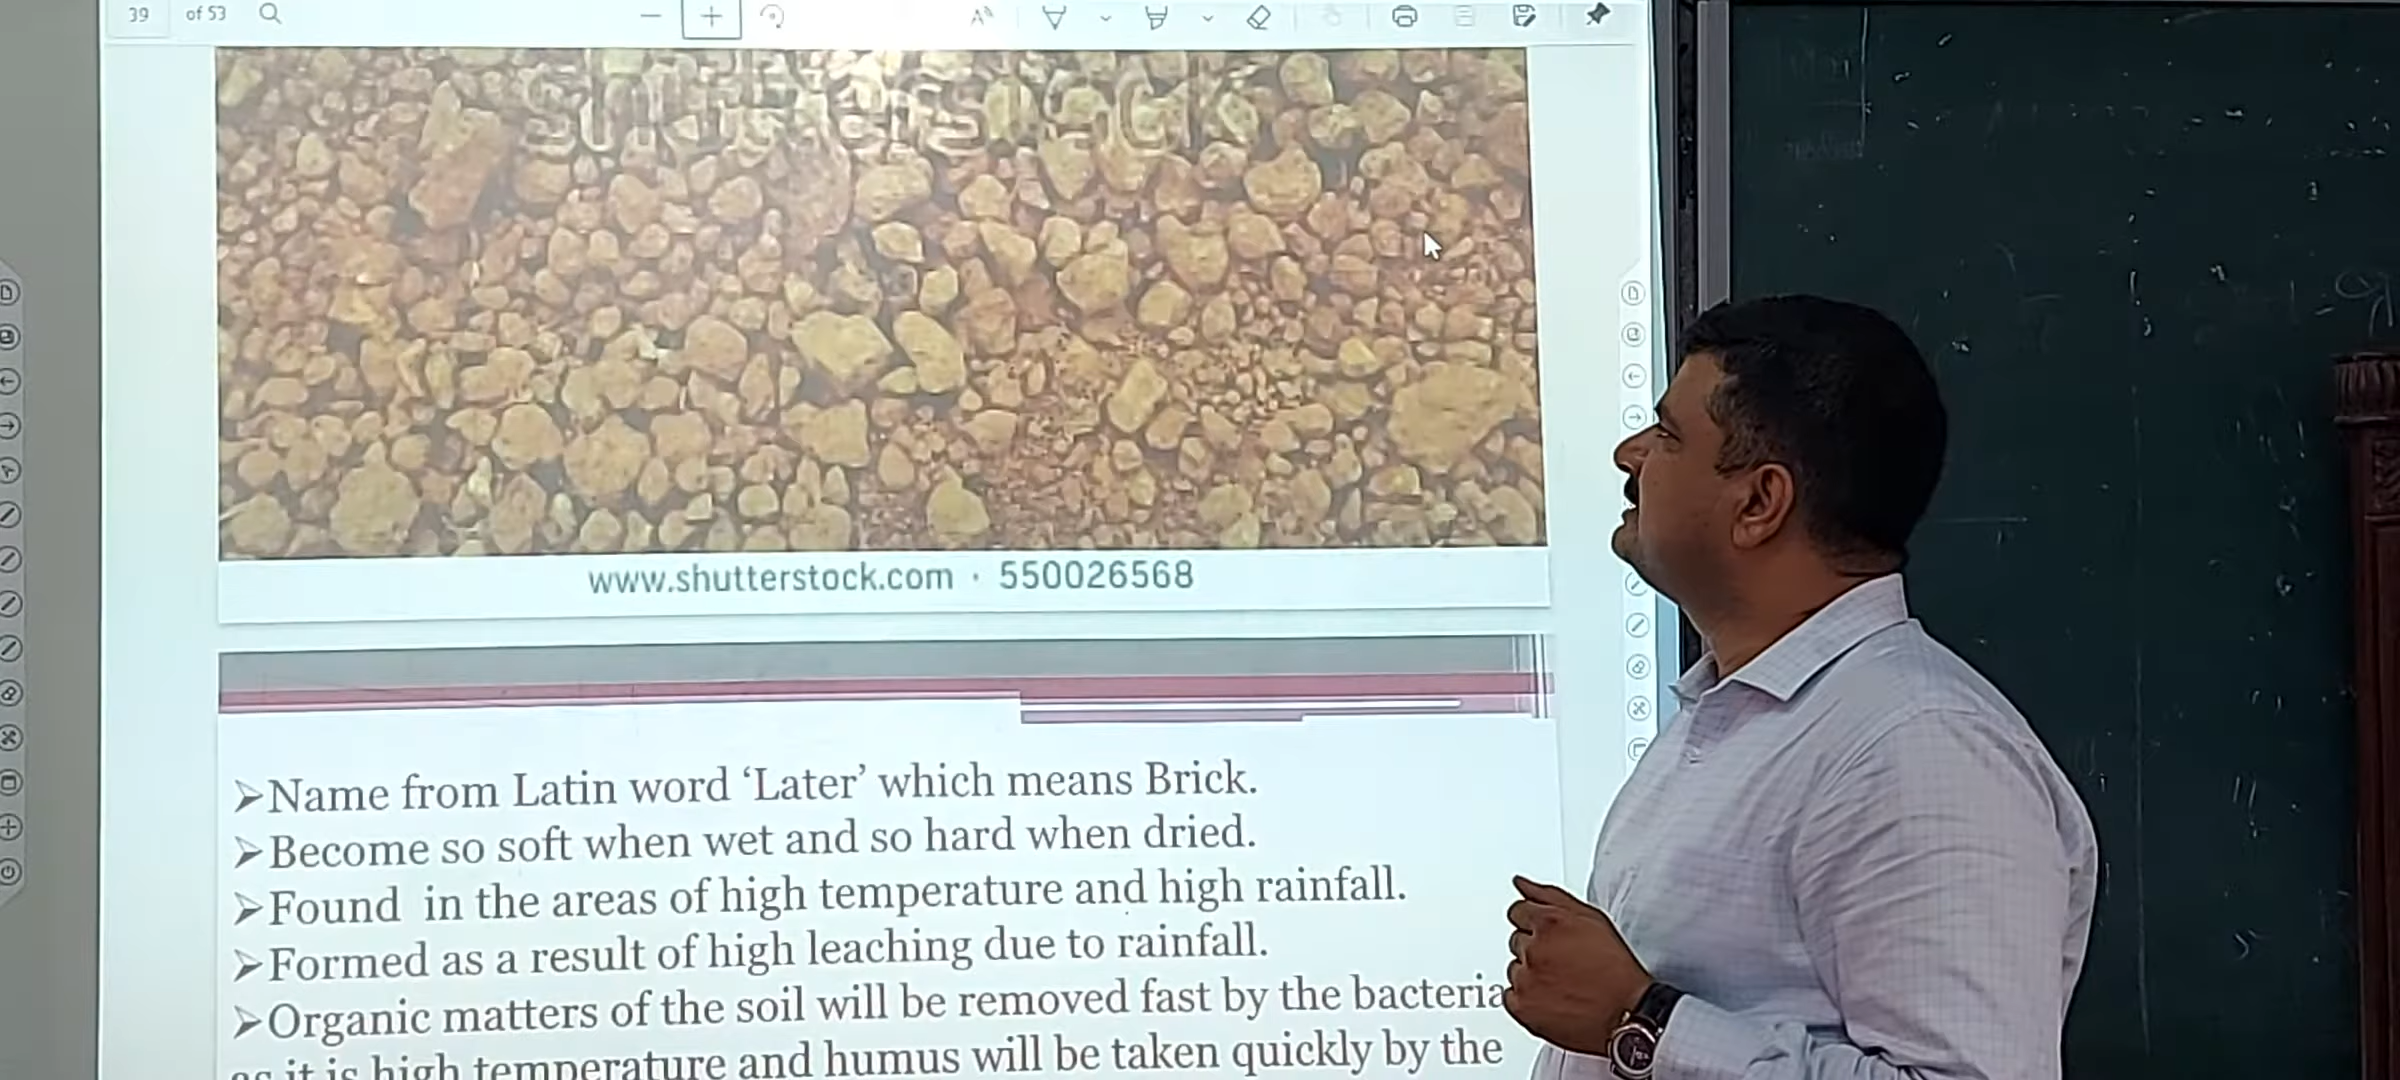 39 of 53
shutterstock
www.shutterstock.com · 550026568
➢Name from Latin word ‘Later’ which means Brick.
➢Become so soft when wet and so hard when dried.
➢Found in the areas of high temperature and high rainfall.
➢Formed as a result of high leaching due to rainfall.
➢Organic matters of the soil will be removed fast by the bacteria
as it is high temperature and humus will be taken quickly by the